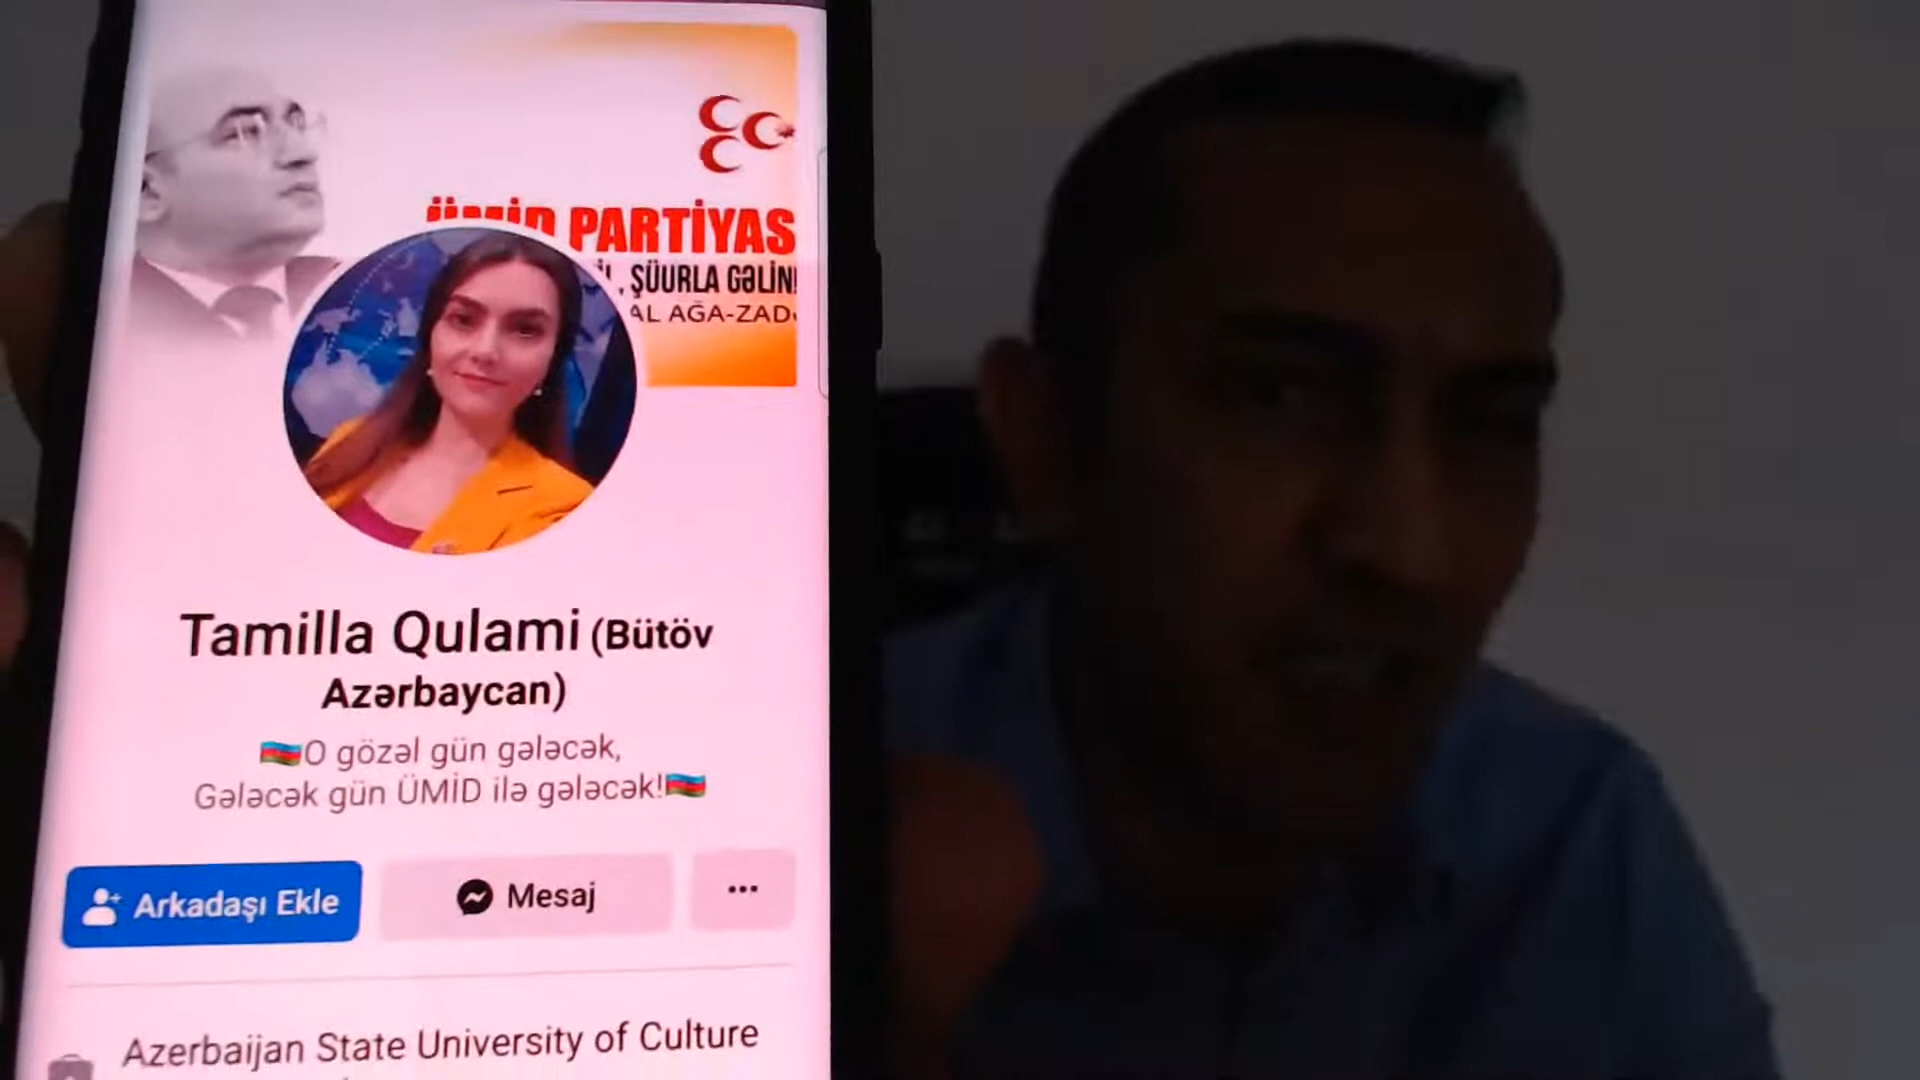 ÜMİD PARTİYAS
, ŞÜURLA GƏLİN!
AL AĞA-ZAD
Tamilla Qulami (Bütöv
Azərbaycan)
🇦🇿O gözəl gün gələcək,
Gələcək gün ÜMİD ilə gələcək!🇦🇿
Arkadaşı Ekle
Mesaj
Azerbaijan State University of Culture